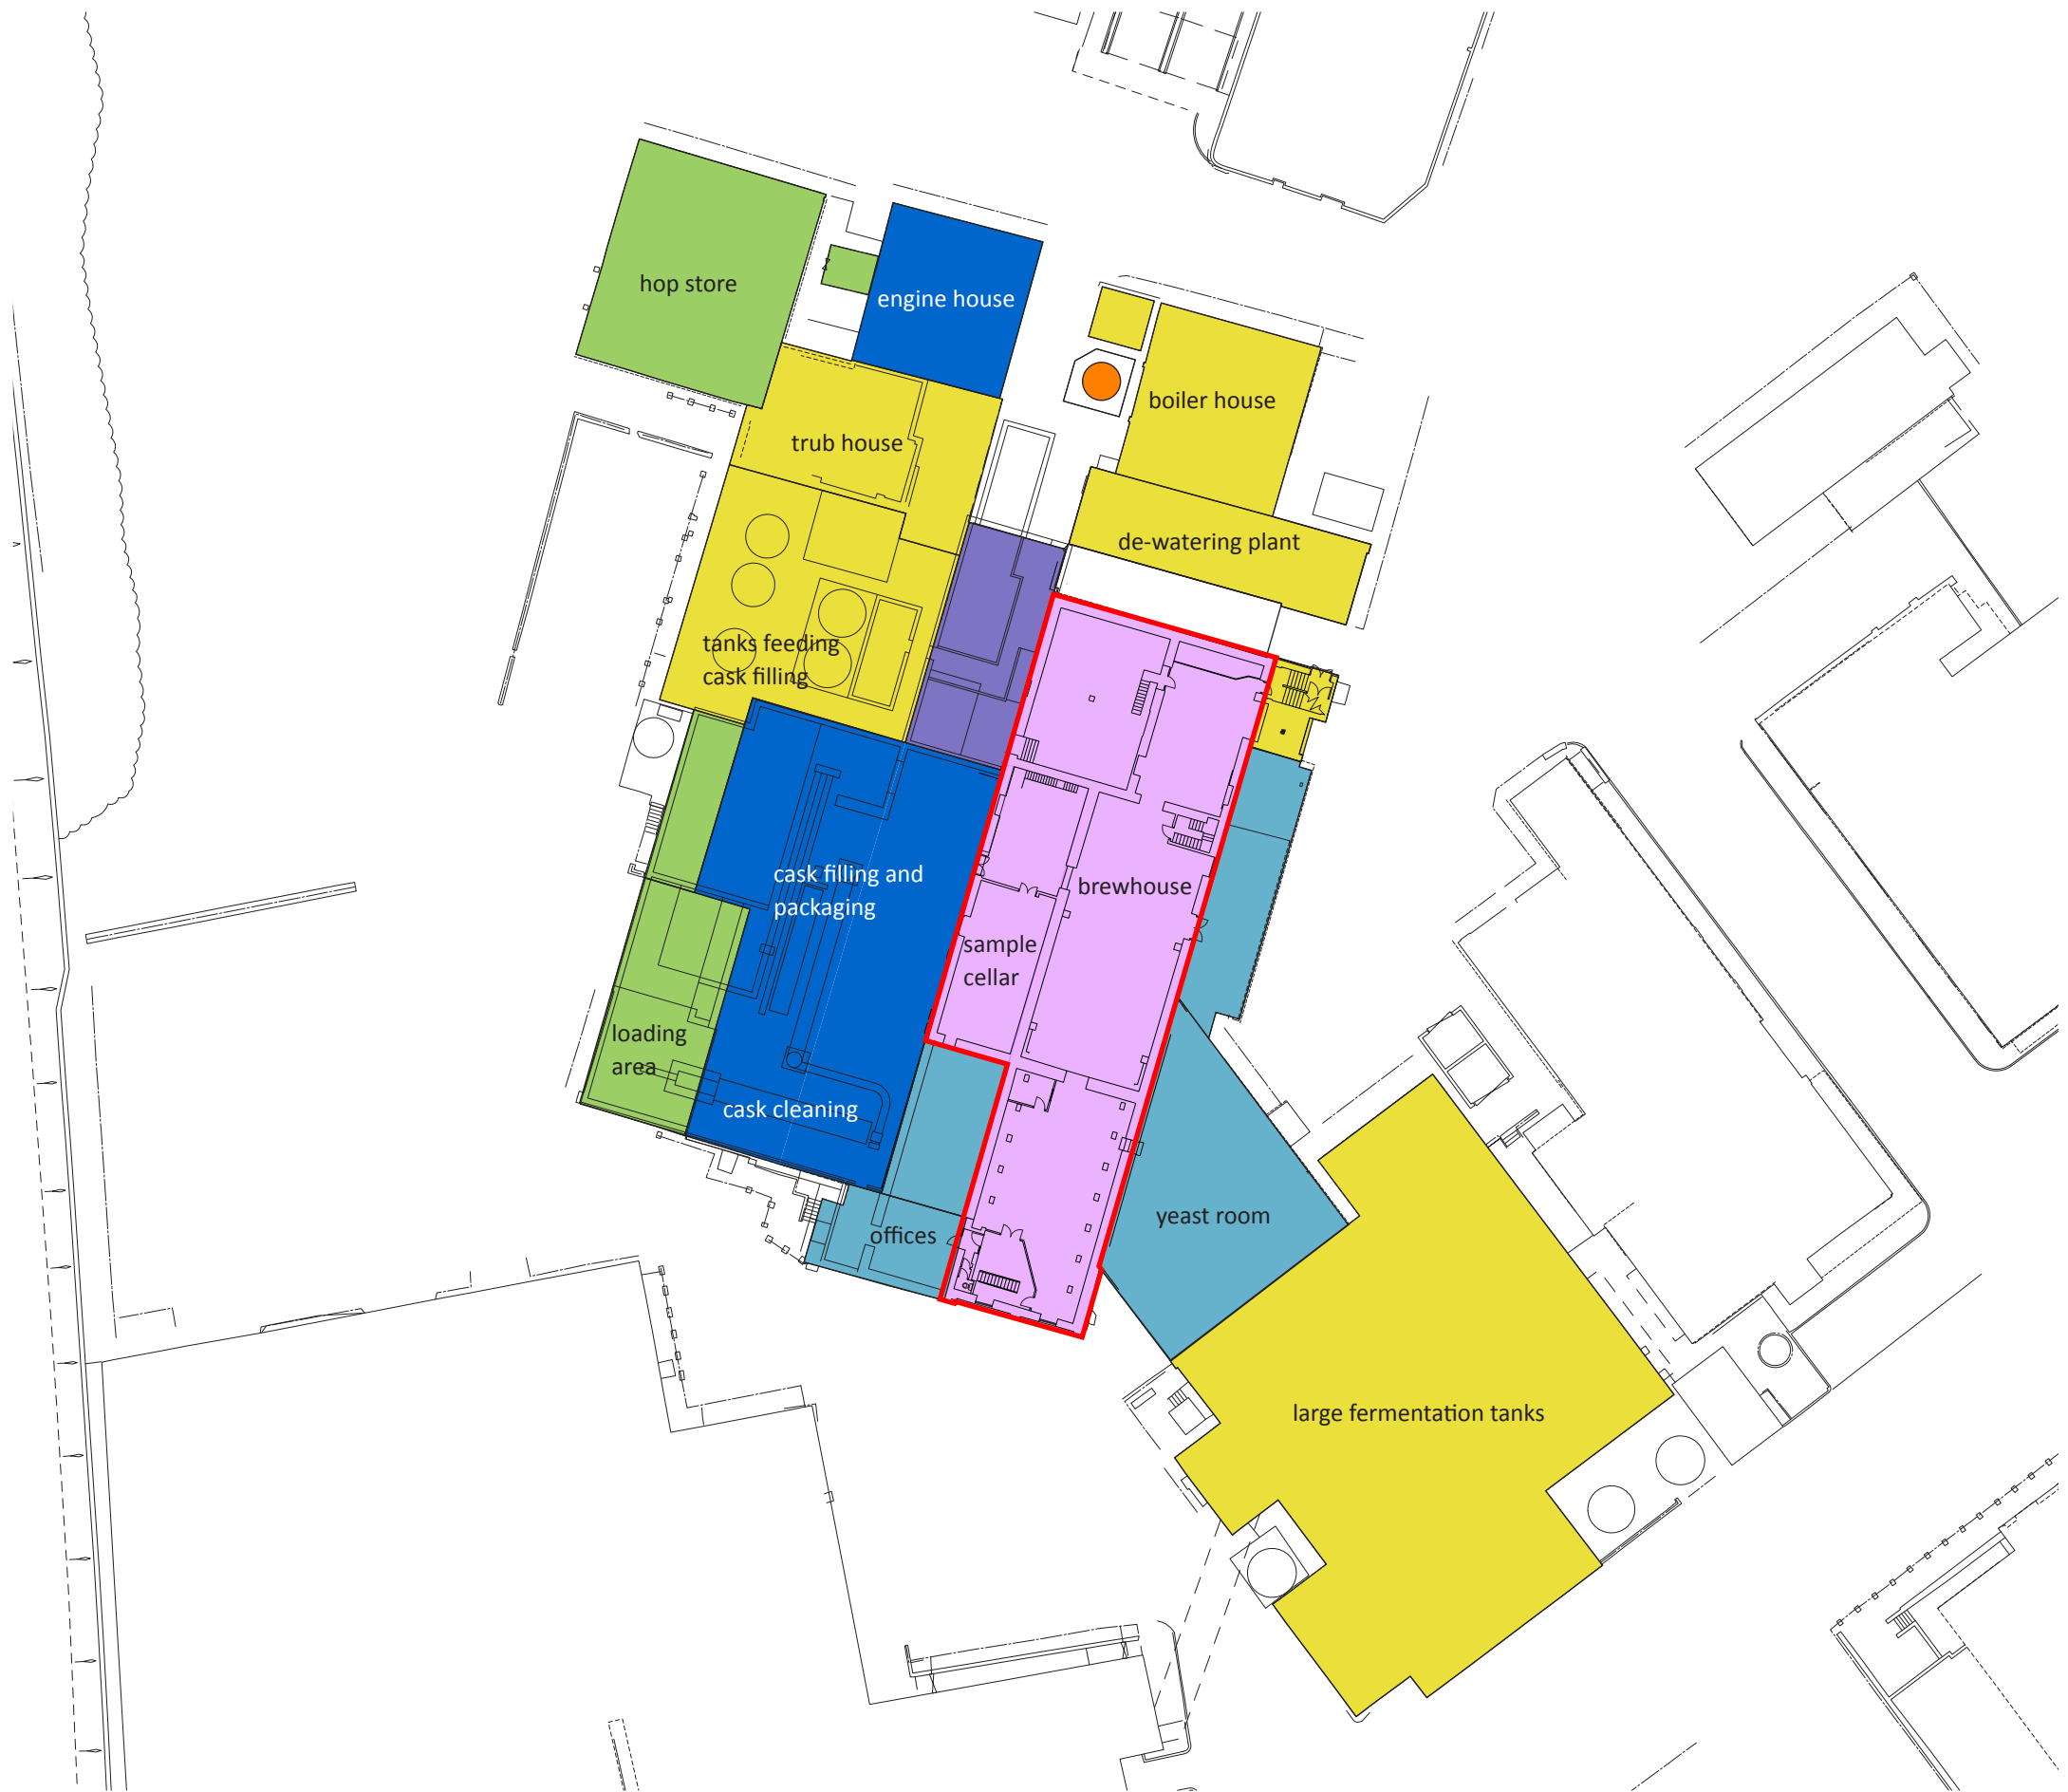 hop store
engine house
boiler house
trub house
de-watering plant
tanks feeding
cask filling
cask filling and
packaging
brewhouse
sample
cellar
loading
area
cask cleaning
yeast room
offices
large fermentation tanks